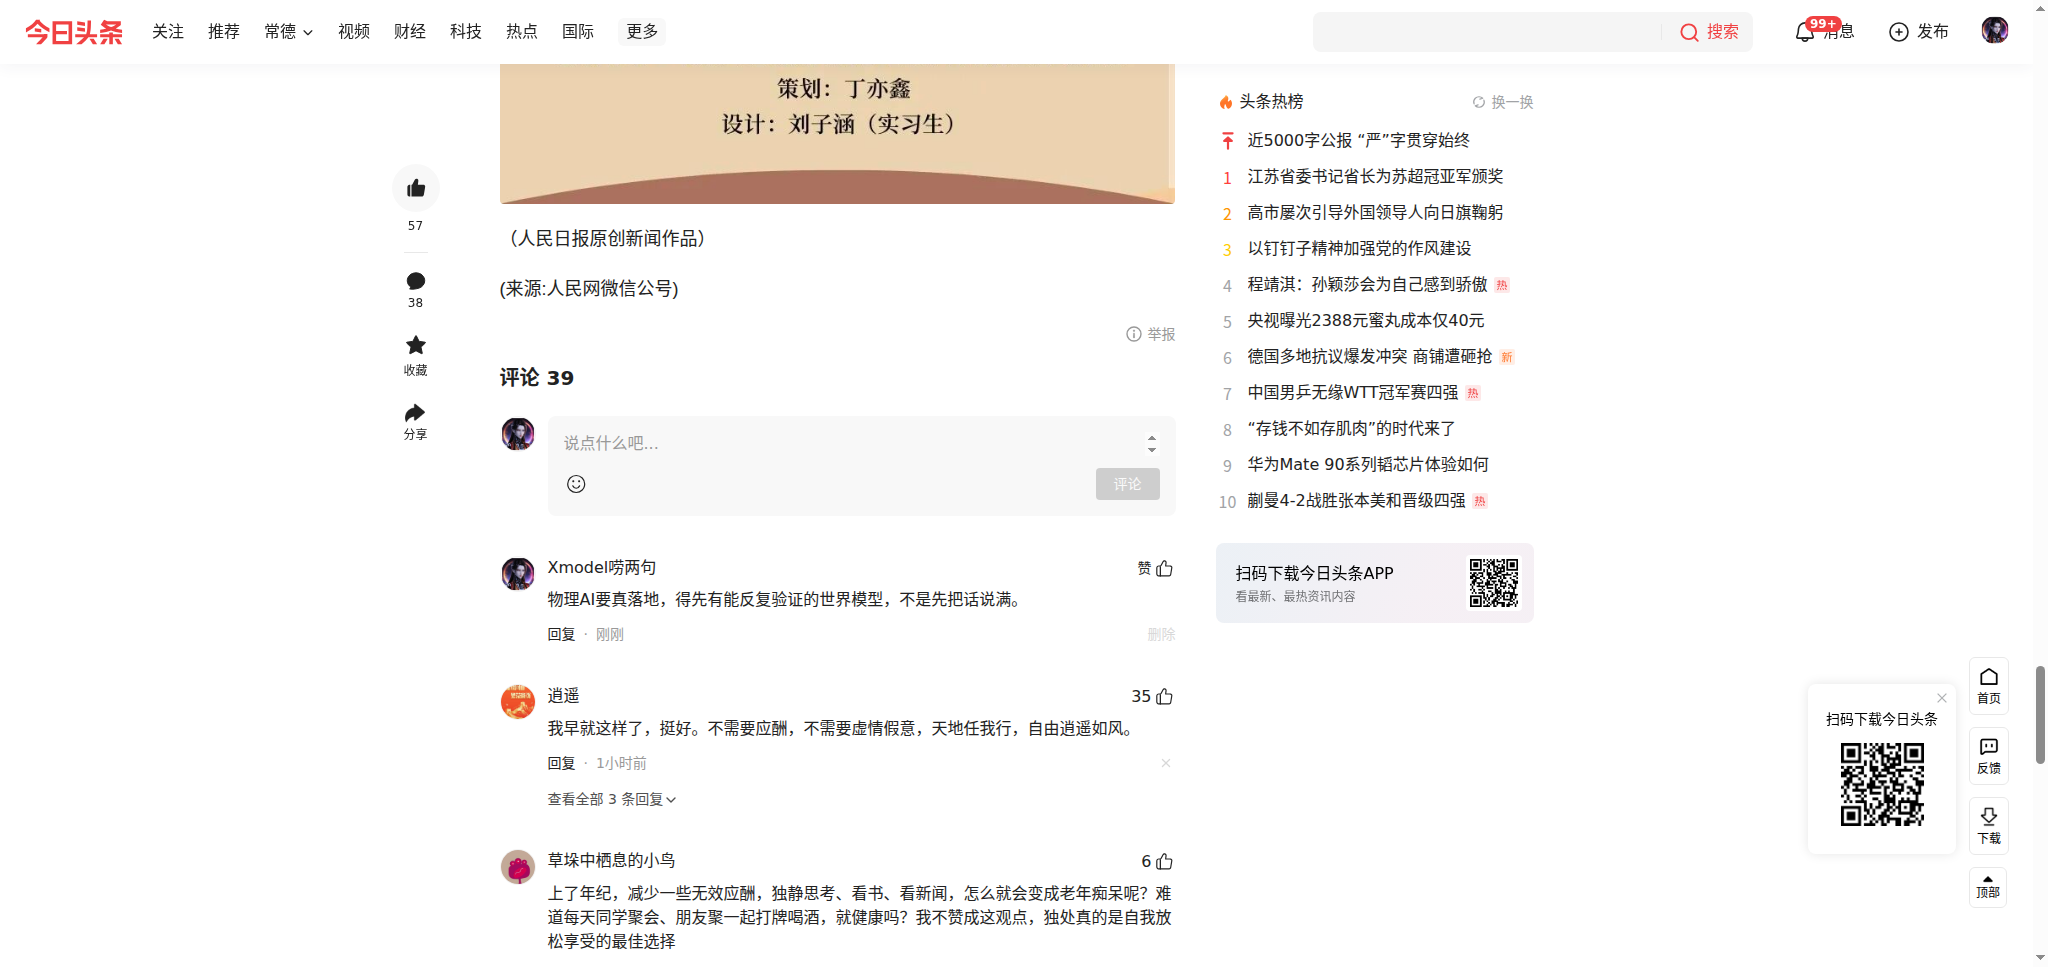 今日头条
关注 推荐 常德 视频 财经 科技 热点 国际 更多
搜索
99+
消息
发布
策划：丁亦鑫
设计：刘子涵（实习生）
57
38
收藏
分享
（人民日报原创新闻作品）
(来源:人民网微信公号)
举报
评论 39
说点什么吧...
评论
Xmodel唠两句
赞
物理AI要真落地，得先有能反复验证的世界模型，不是先把话说满。
回复 · 刚刚
删除
逍遥
35
我早就这样了，挺好。不需要应酬，不需要虚情假意，天地任我行，自由逍遥如风。
回复 · 1小时前
查看全部 3 条回复
草垛中栖息的小鸟
6
上了年纪，减少一些无效应酬，独静思考、看书、看新闻，怎么就会变成老年痴呆呢？难
道每天同学聚会、朋友聚一起打牌喝酒，就健康吗？我不赞成这观点，独处真的是自我放
松享受的最佳选择
头条热榜
换一换
近5000字公报 “严”字贯穿始终
1 江苏省委书记省长为苏超冠亚军颁奖
2 高市屡次引导外国领导人向日旗鞠躬
3 以钉钉子精神加强党的作风建设
4 程靖淇：孙颖莎会为自己感到骄傲 热
5 央视曝光2388元蜜丸成本仅40元
6 德国多地抗议爆发冲突 商铺遭砸抢 新
7 中国男乒无缘WTT冠军赛四强 热
8 “存钱不如存肌肉”的时代来了
9 华为Mate 90系列韬芯片体验如何
10 蒯曼4-2战胜张本美和晋级四强 热
扫码下载今日头条APP
看最新、最热资讯内容
扫码下载今日头条
首页
反馈
下载
顶部